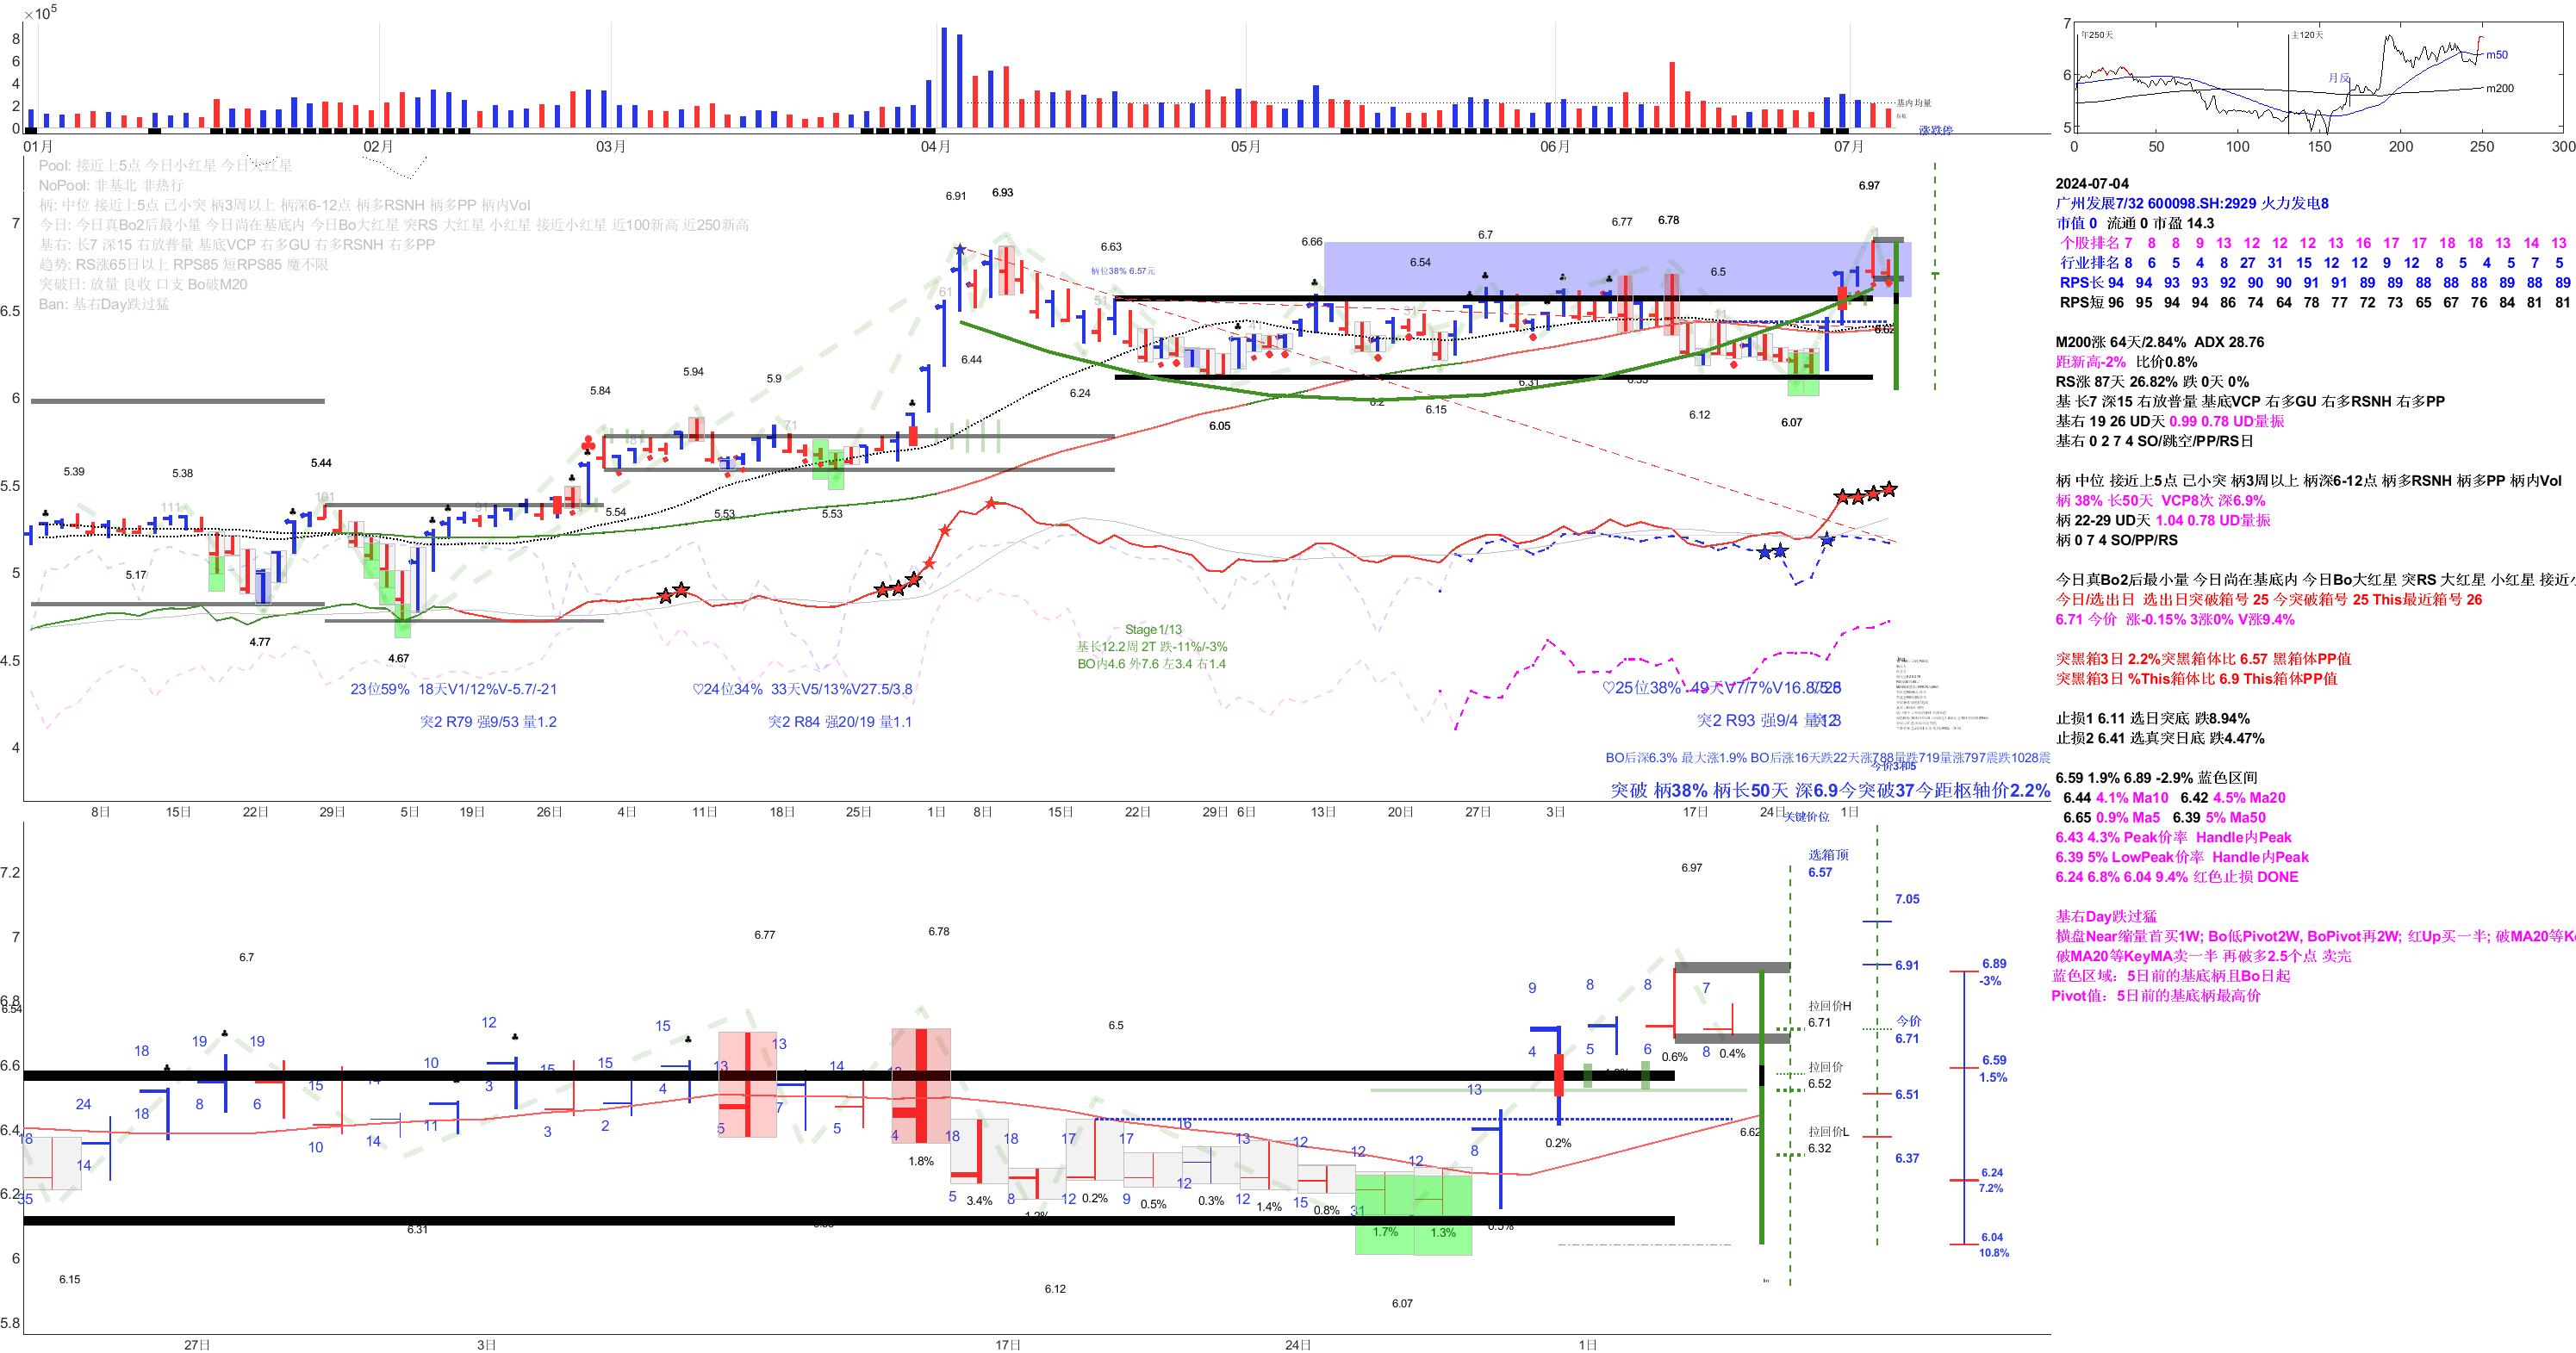 ×10⁵
8
6
4
2
0
01月 02月 03月 04月 05月 06月 07月
基内均量
涨跌停
7
6
5
年250天
主120天
月反
m50
m200
0 50 100 150 200 250 300
Pool: 接近上5点 今日小红星 今日大红星
NoPool: 非基北 非热行
柄: 中位 接近上5点 己小突 柄3周以上 柄深6-12点 柄多RSNH 柄多PP 柄内Vol
今日: 今日真Bo2后最小量 今日尚在基底内 今日Bo大红星 突RS 大红星 小红星 接近小红星 近100新高 近250新高
基右: 长7 深15 右放普量 基底VCP 右多GU 右多RSNH 右多PP
趋势: RS涨65日以上 RPS85 短RPS85 魔不限
突破日: 放量 良收 口支 Bo破M20
Ban: 基右Day跌过猛
7
6.5
6
5.5
5
4.5
4
6.91 6.93 6.63 6.66 6.54 6.7 6.77 6.78 6.5 6.97
柄位38% 6.57元
61 51 41 31
6.44 6.24 6.05 6.2 6.15 6.31 6.12 6.07 6.62
5.84 5.94 5.9
81 71
5.39 5.38 5.44
111 101 91
5.54 5.53 5.53
5.17 4.77 4.67
Stage1/13
基长12.2周 2T 跌-11%/-3%
BO内4.6 外7.6 左3.4 右1.4
23位59% 18天V1/12%V-5.7/-21
突2 R79 强9/53 量1.2
♡24位34% 33天V5/13%V27.5/3.8
突2 R84 强20/19 量1.1
♡25位38% 49天V7/7%V16.8/
突2 R93 强9/4
BO后深6.3% 最大涨1.9% BO后涨16天跌22天涨788量跌719量涨797震跌1028震
今价3和5
突破 柄38% 柄长50天 深6.9今突破37今距枢轴价2.2%
8日 15日 22日 29日 5日 19日 26日 4日 11日 18日 25日 1日 8日 15日 22日 29日 6日 13日 20日 27日 3日 17日 24日 1日
关键价位
2024-07-04
广州发展7/32 600098.SH:2929 火力发电8
市值 0 流通 0 市盈 14.3
个股排名 7 8 8 9 13 12 12 12 13 16 17 17 18 18 13 14 13
行业排名 8 6 5 4 8 27 31 15 12 12 9 12 8 5 4 5 7 5
RPS长 94 94 93 93 92 90 90 91 91 89 89 88 88 88 89 88 89
RPS短 96 95 94 94 86 74 64 78 77 72 73 65 67 76 84 81 81
M200涨 64天/2.84% ADX 28.76
距新高-2% 比价0.8%
RS涨 87天 26.82% 跌 0天 0%
基 长7 深15 右放普量 基底VCP 右多GU 右多RSNH 右多PP
基右 19 26 UD天 0.99 0.78 UD量振
基右 0 2 7 4 SO/跳空/PP/RS日
柄 中位 接近上5点 己小突 柄3周以上 柄深6-12点 柄多RSNH 柄多PP 柄内Vol
柄 38% 长50天 VCP8次 深6.9%
柄 22-29 UD天 1.04 0.78 UD量振
柄 0 7 4 SO/PP/RS
今日真Bo2后最小量 今日尚在基底内 今日Bo大红星 突RS 大红星 小红星 接近小
今日/选出日 选出日突破箱号 25 今突破箱号 25 This最近箱号 26
6.71 今价 涨-0.15% 3涨0% V涨9.4%
突黑箱3日 2.2%突黑箱体比 6.57 黑箱体PP值
突黑箱3日 %This箱体比 6.9 This箱体PP值
止损1 6.11 选日突底 跌8.94%
止损2 6.41 选真突日底 跌4.47%
6.59 1.9% 6.89 -2.9% 蓝色区间
6.44 4.1% Ma10 6.42 4.5% Ma20
6.65 0.9% Ma5 6.39 5% Ma50
6.43 4.3% Peak价率 Handle内Peak
6.39 5% LowPeak价率 Handle内Peak
6.24 6.8% 6.04 9.4% 红色止损 DONE
基右Day跌过猛
横盘Near缩量首买1W; Bo低Pivot2W, BoPivot再2W; 红Up买一半; 破MA20等Ke
破MA20等KeyMA卖一半 再破多2.5个点 卖完
蓝色区域：5日前的基底柄且Bo日起
Pivot值：5日前的基底柄最高价
7.2
7
6.8
6.54
6.6
6.4
6.2
6
5.8
6.7 6.77 6.78 6.5 6.97
18 19 19 12 15 9 8 8 7
24 18 8 6 15 10 14 10 11 3 15 3 15 2 4 13 5 13 7 14 5 4
18 14 35
18 5 18 8 17 12 17 9 16 12 13 12 12 15 12 31 12 8 13 4 5 6 8
1.8% 3.4% 0.2% 0.5% 0.3% 1.4% 0.8% 1.7% 1.3% 0.2% 0.6% 0.4%
6.15 6.31 6.12 6.07 6.62
选箱顶
6.57
拉回价H
6.71
拉回价
6.52
拉回价L
6.32
7.05
6.91
今价
6.71
6.51
6.37
6.89
-3%
6.59
1.5%
6.24
7.2%
6.04
10.8%
27日 3日 17日 24日 1日